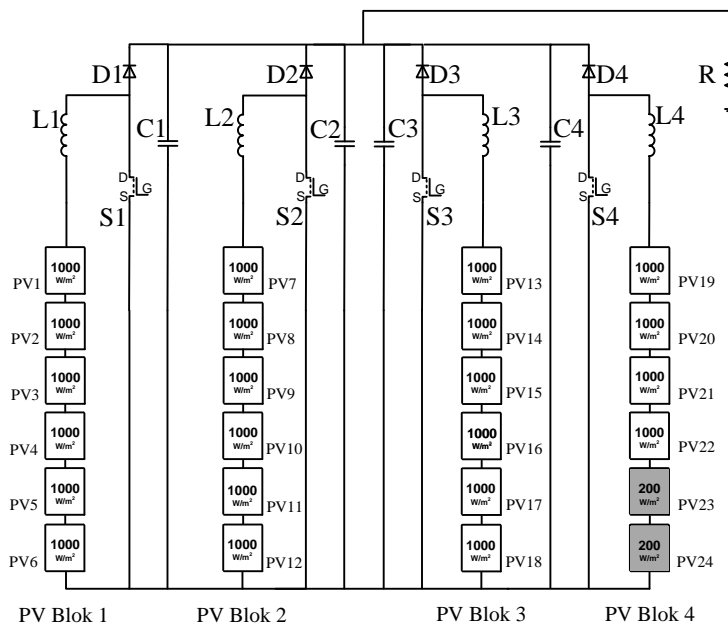 D1 D2 D3 D4 R
L1 C1 L2 C2 C3 L3 C4 L4
D D D D
G G G G
S S S S
S1 S2 S3 S4
1000 1000 1000 1000
W/m² W/m² W/m² W/m²
PV1 PV7 PV13 PV19
1000 1000 1000 1000
W/m² W/m² W/m² W/m²
PV2 PV8 PV14 PV20
1000 1000 1000 1000
W/m² W/m² W/m² W/m²
PV3 PV9 PV15 PV21
1000 1000 1000 1000
W/m² W/m² W/m² W/m²
PV4 PV10 PV16 PV22
1000 1000 1000 200
W/m² W/m² W/m² W/m²
PV5 PV11 PV17 PV23
1000 1000 1000 200
W/m² W/m² W/m² W/m²
PV6 PV12 PV18 PV24
PV Blok 1 PV Blok 2 PV Blok 3 PV Blok 4